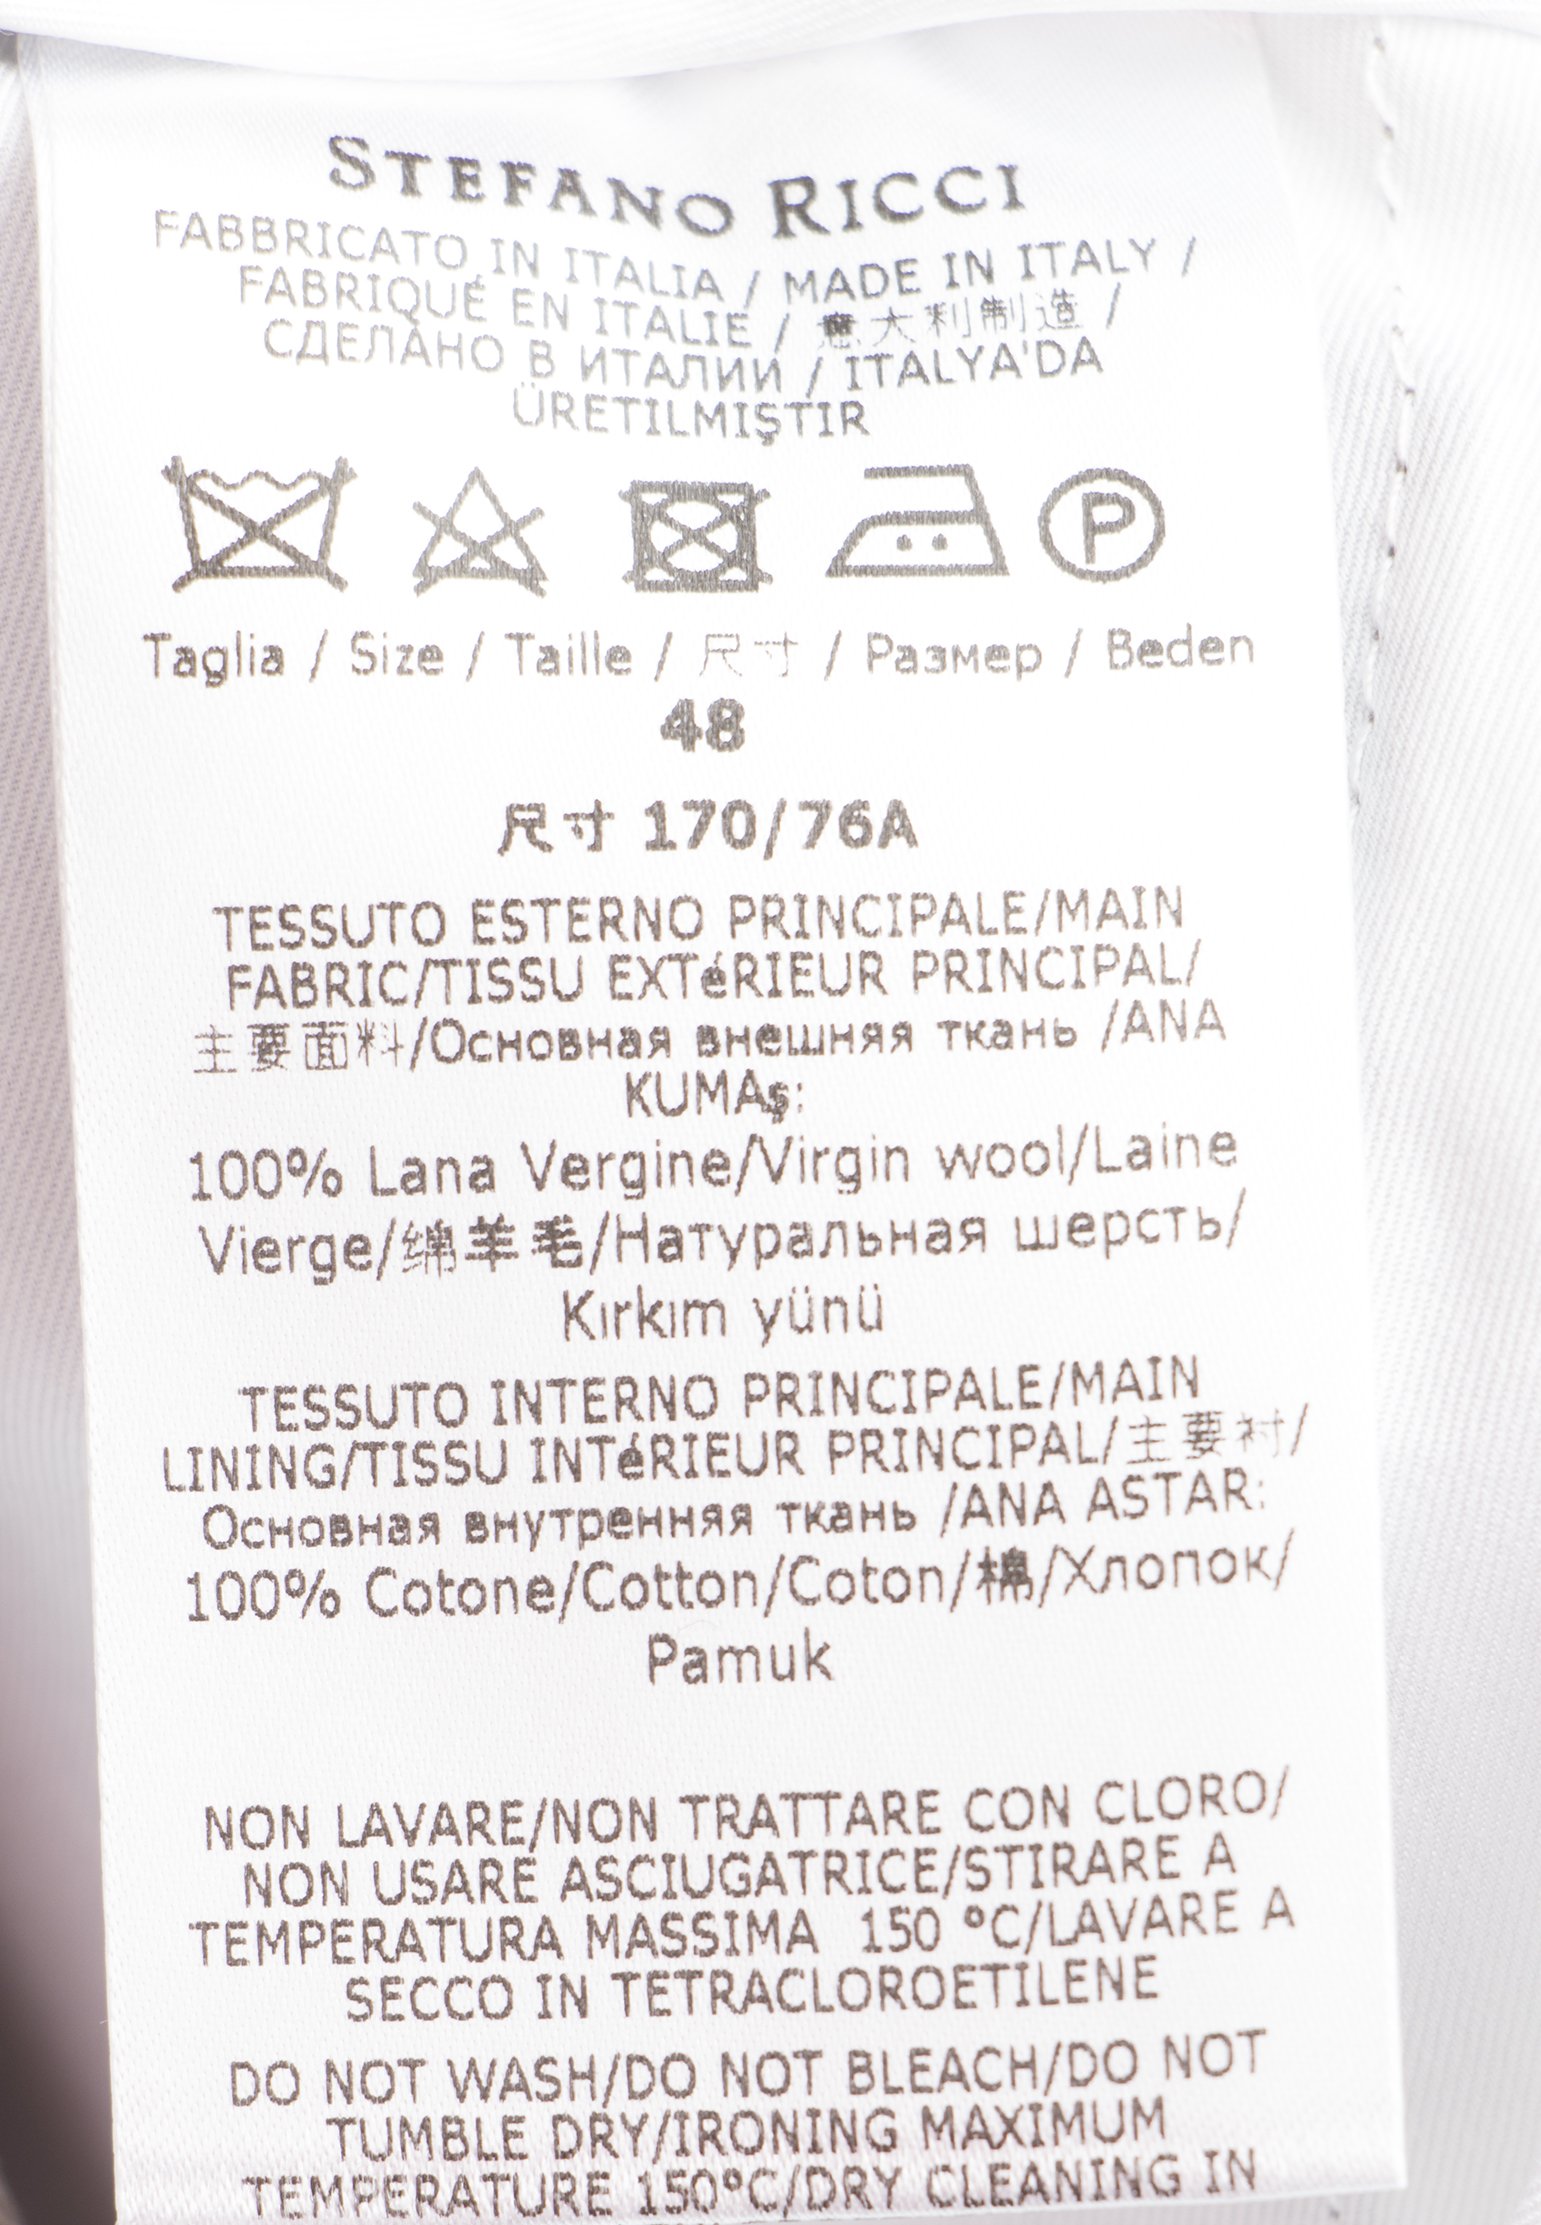 STEFANO RICCI
FABBRICATO IN ITALIA / MADE IN ITALY /
FABRIQUÉ EN ITALIE / 意大利制造 /
СДЕЛАНО В ИТАЛИИ / ITALYA'DA
ÜRETILMIŞTIR
P
Taglia / Size / Taille / 尺寸 / Размер / Beden
48
尺寸 170/76A
TESSUTO ESTERNO PRINCIPALE/MAIN
FABRIC/TISSU EXTéRIEUR PRINCIPAL/
主要面料/Основная внешняя ткань /ANA
KUMAş:
100% Lana Vergine/Virgin wool/Laine
Vierge/绵羊毛/Натуральная шерсть/
Kırkım yünü
TESSUTO INTERNO PRINCIPALE/MAIN
LINING/TISSU INTéRIEUR PRINCIPAL/主要衬/
Основная внутренняя ткань /ANA ASTAR:
100% Cotone/Cotton/Coton/棉/Хлопок/
Pamuk
NON LAVARE/NON TRATTARE CON CLORO/
NON USARE ASCIUGATRICE/STIRARE A
TEMPERATURA MASSIMA 150 °C/LAVARE A
SECCO IN TETRACLOROETILENE
DO NOT WASH/DO NOT BLEACH/DO NOT
TUMBLE DRY/IRONING MAXIMUM
TEMPERATURE 150°C/DRY CLEANING IN